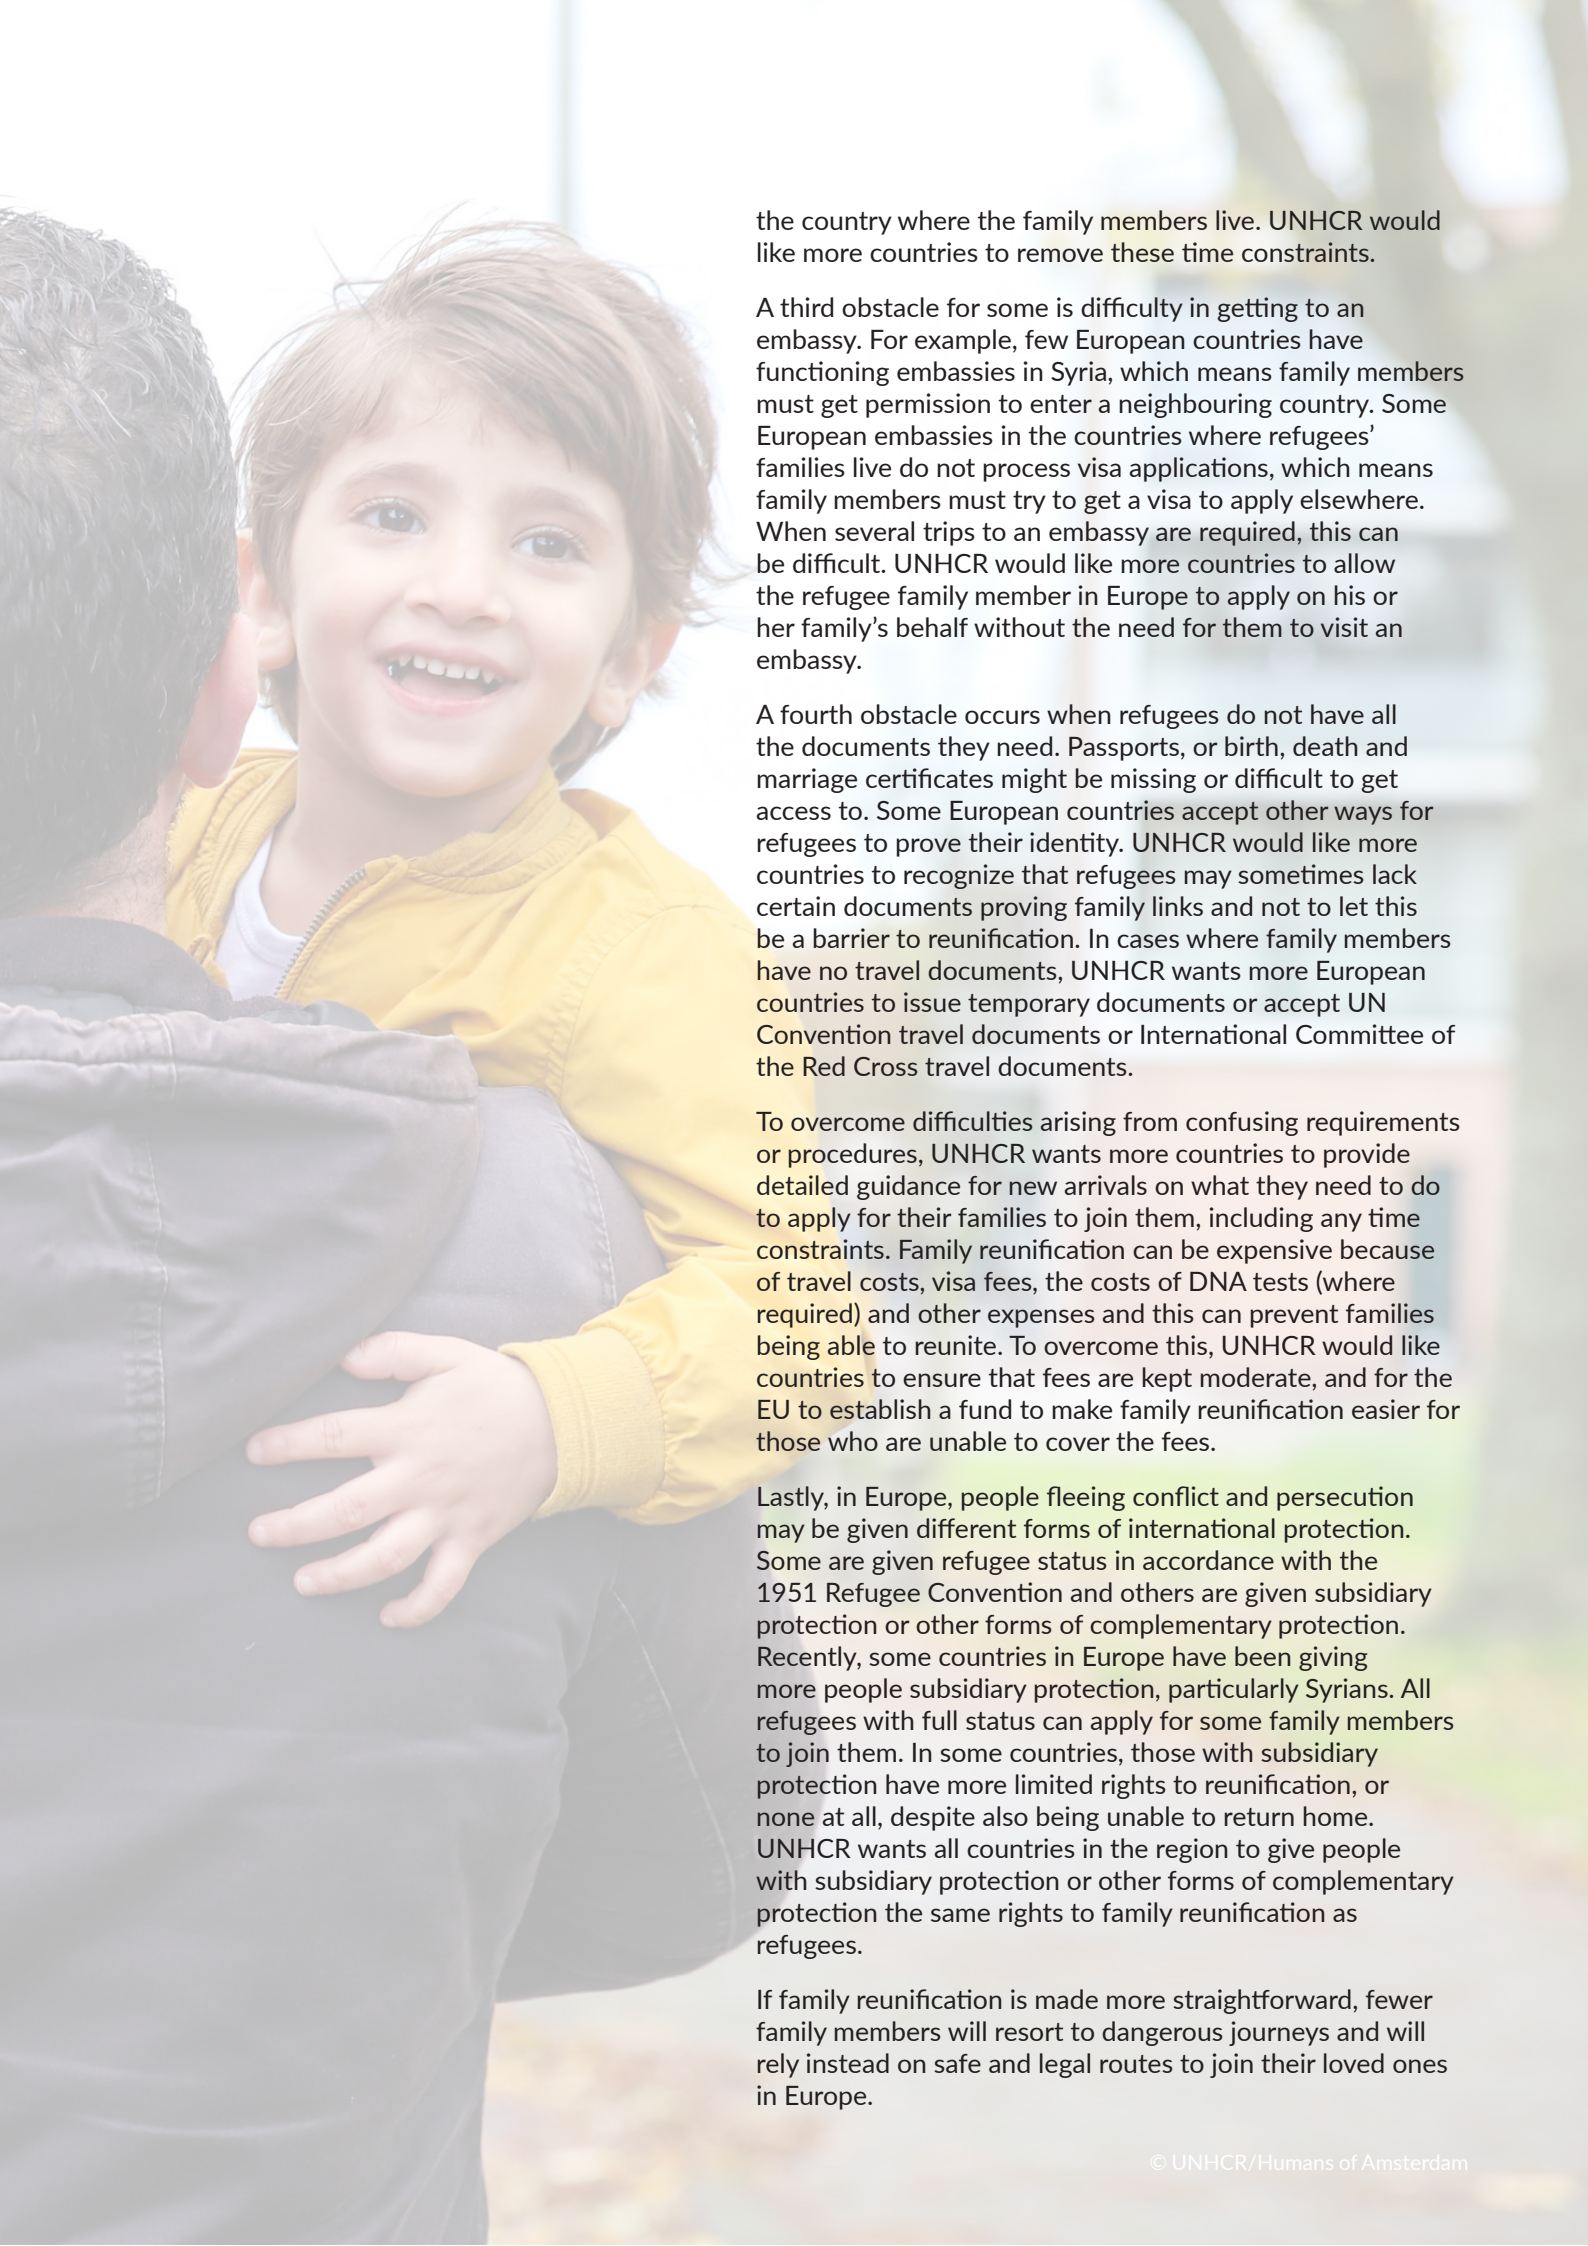 the country where the family members live. UNHCR would
like more countries to remove these time constraints.
A third obstacle for some is difficulty in getting to an
embassy. For example, few European countries have
functioning embassies in Syria, which means family members
must get permission to enter a neighbouring country. Some
European embassies in the countries where refugees’
families live do not process visa applications, which means
family members must try to get a visa to apply elsewhere.
When several trips to an embassy are required, this can
be difficult. UNHCR would like more countries to allow
the refugee family member in Europe to apply on his or
her family’s behalf without the need for them to visit an
embassy.
A fourth obstacle occurs when refugees do not have all
the documents they need. Passports, or birth, death and
marriage certificates might be missing or difficult to get
access to. Some European countries accept other ways for
refugees to prove their identity. UNHCR would like more
countries to recognize that refugees may sometimes lack
certain documents proving family links and not to let this
be a barrier to reunification. In cases where family members
have no travel documents, UNHCR wants more European
countries to issue temporary documents or accept UN
Convention travel documents or International Committee of
the Red Cross travel documents.
To overcome difficulties arising from confusing requirements
or procedures, UNHCR wants more countries to provide
detailed guidance for new arrivals on what they need to do
to apply for their families to join them, including any time
constraints. Family reunification can be expensive because
of travel costs, visa fees, the costs of DNA tests (where
required) and other expenses and this can prevent families
being able to reunite. To overcome this, UNHCR would like
countries to ensure that fees are kept moderate, and for the
EU to establish a fund to make family reunification easier for
those who are unable to cover the fees.
Lastly, in Europe, people fleeing conflict and persecution
may be given different forms of international protection.
Some are given refugee status in accordance with the
1951 Refugee Convention and others are given subsidiary
protection or other forms of complementary protection.
Recently, some countries in Europe have been giving
more people subsidiary protection, particularly Syrians. All
refugees with full status can apply for some family members
to join them. In some countries, those with subsidiary
protection have more limited rights to reunification, or
none at all, despite also being unable to return home.
UNHCR wants all countries in the region to give people
with subsidiary protection or other forms of complementary
protection the same rights to family reunification as
refugees.
If family reunification is made more straightforward, fewer
family members will resort to dangerous journeys and will
rely instead on safe and legal routes to join their loved ones
in Europe.
© UNHCR/Humans of Amsterdam